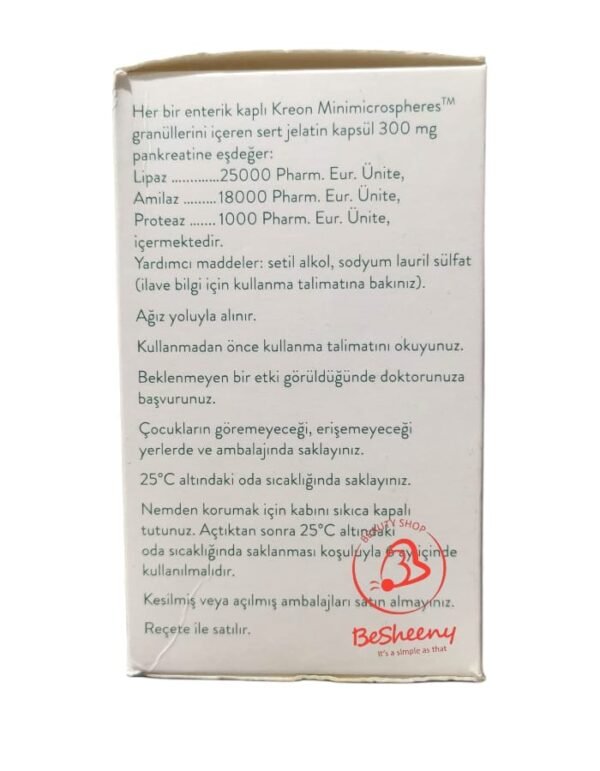 Her bir enterik kaplı Kreon Minimicrospheres™
granüllerini içeren sert jelatin kapsül 300 mg
pankreatine eşdeğer:
Lipaz .............25000 Pharm. Eur. Ünite,
Amilaz .........18000 Pharm. Eur. Ünite,
Proteaz .......1000 Pharm. Eur. Ünite,
içermektedir.
Yardımcı maddeler: setil alkol, sodyum lauril sülfat
(ilave bilgi için kullanma talimatına bakınız).
Ağız yoluyla alınır.
Kullanmadan önce kullanma talimatını okuyunuz.
Beklenmeyen bir etki görüldüğünde doktorunuza
başvurunuz.
Çocukların göremeyeceği, erişemeyeceği
yerlerde ve ambalajında saklayınız.
25°C altındaki oda sıcaklığında saklayınız.
Nemden korumak için kabını sıkıca kapalı
tutunuz. Açtıktan sonra 25°C altındaki
oda sıcaklığında saklanması koşuluyla ay içinde
kullanılmalıdır.
Kesilmiş veya açılmış ambalajları satın almayınız.
Reçete ile satılır.
BEAUTY SHOP
BeSheeny
It's a simple as that